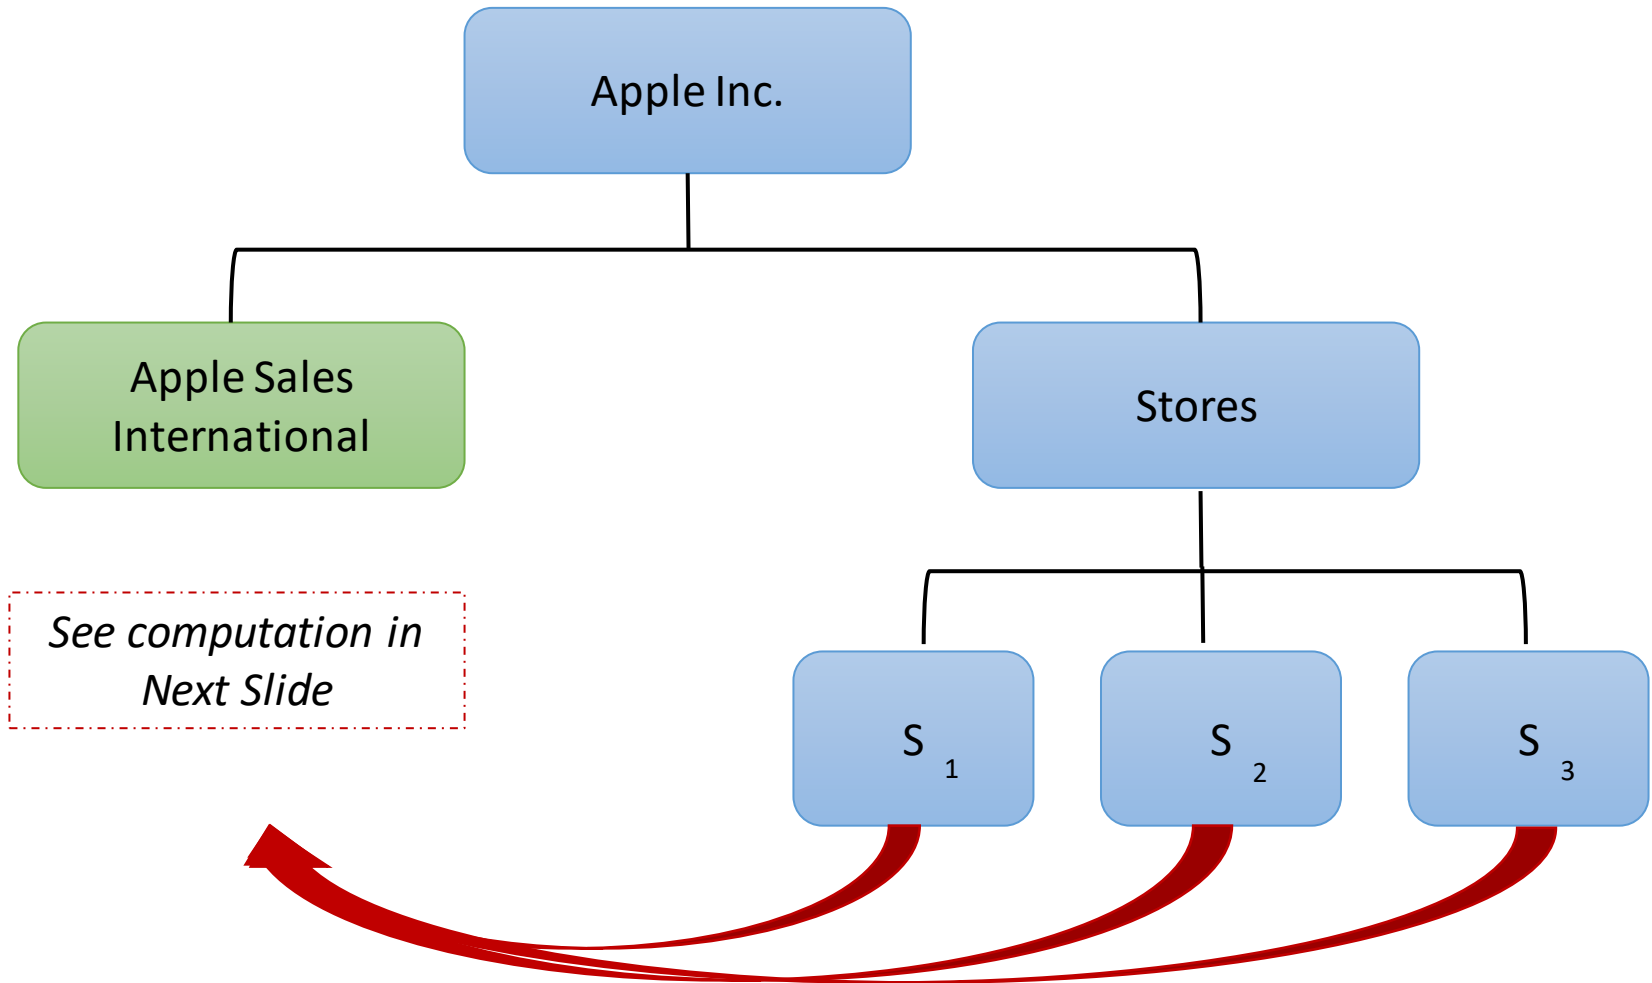 Apple Inc.
Apple Sales
International
Stores
See computation in
Next Slide
S 1
S 2
S 3